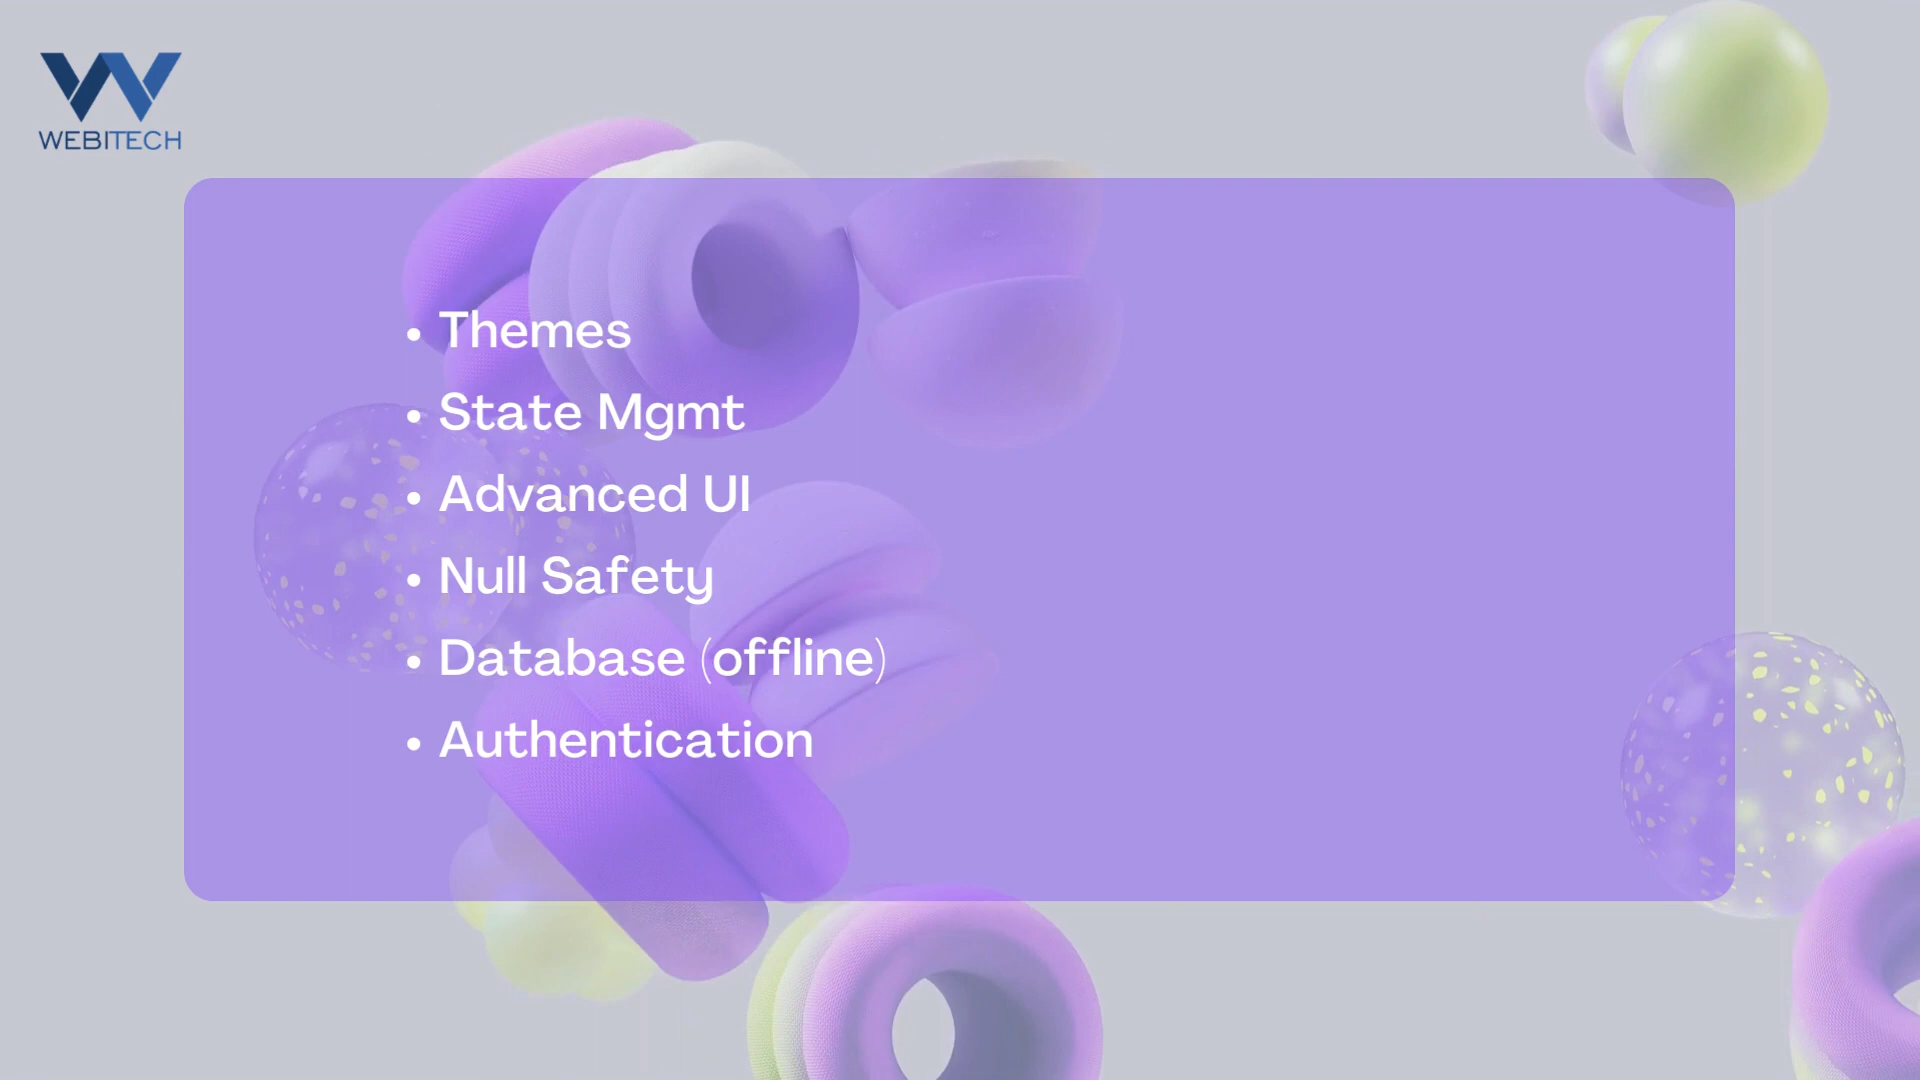 WEBITECH
• Themes
• State Mgmt
• Advanced UI
• Null Safety
• Database (offline)
• Authentication